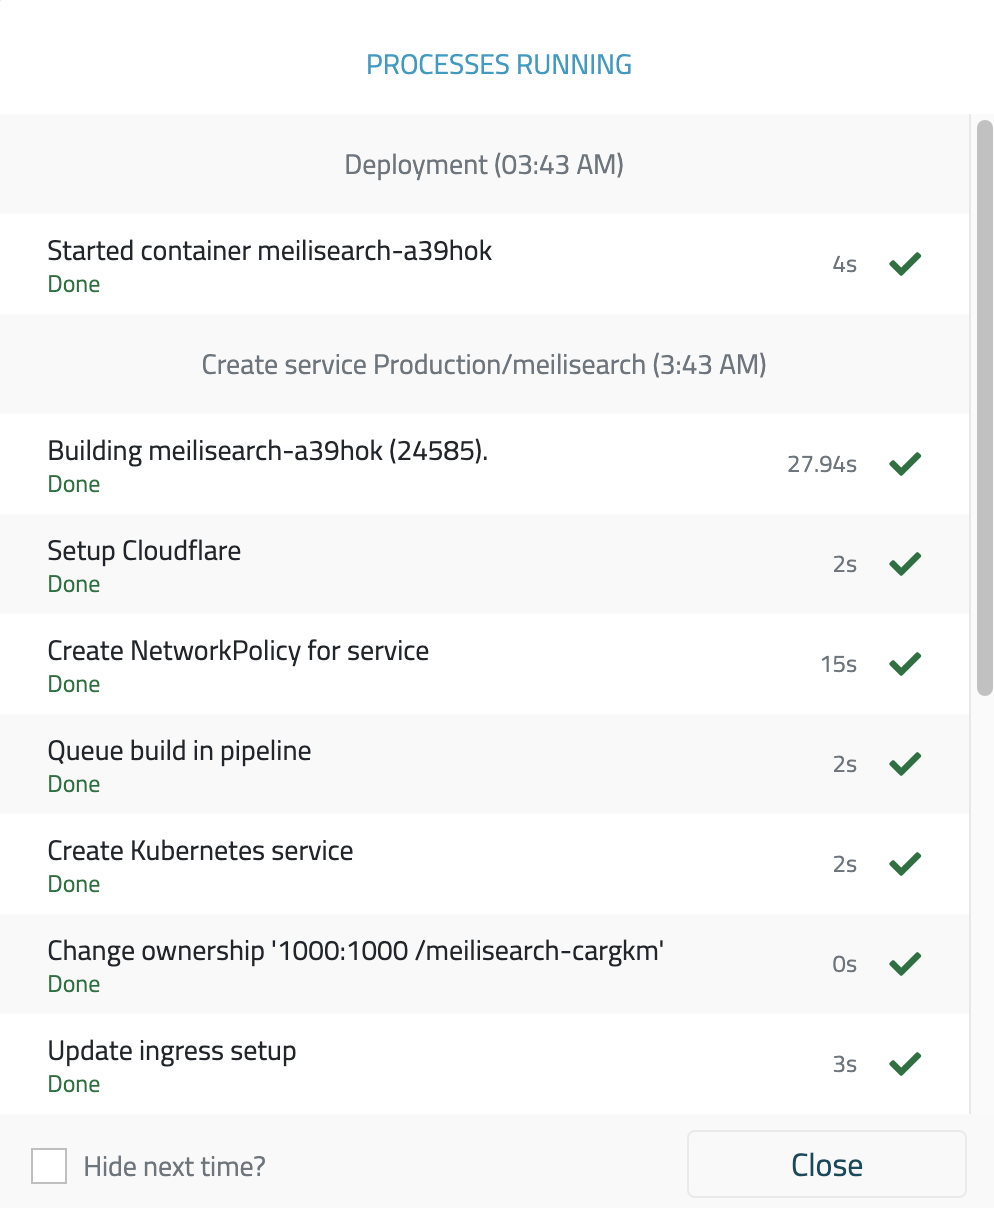 PROCESSES RUNNING
Deployment (03:43 AM)
Started container meilisearch-a39hok
Done
4s
Create service Production/meilisearch (3:43 AM)
Building meilisearch-a39hok (24585).
Done
27.94s
Setup Cloudflare
Done
2s
Create NetworkPolicy for service
Done
15s
Queue build in pipeline
Done
2s
Create Kubernetes service
Done
2s
Change ownership '1000:1000 /meilisearch-cargkm'
Done
0s
Update ingress setup
Done
3s
Hide next time?
Close